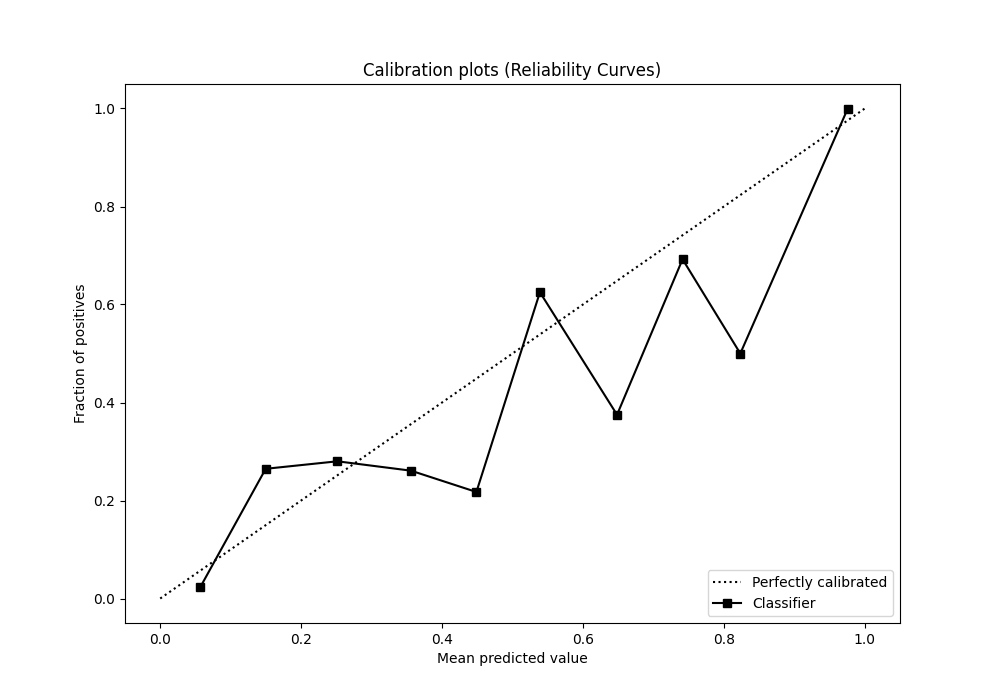 Calibration plots (Reliability Curves)
Fraction of positives
1.0
0.8
0.6
0.4
0.2
0.0
0.0 0.2 0.4 0.6 0.8 1.0
Mean predicted value
Perfectly calibrated
Classifier